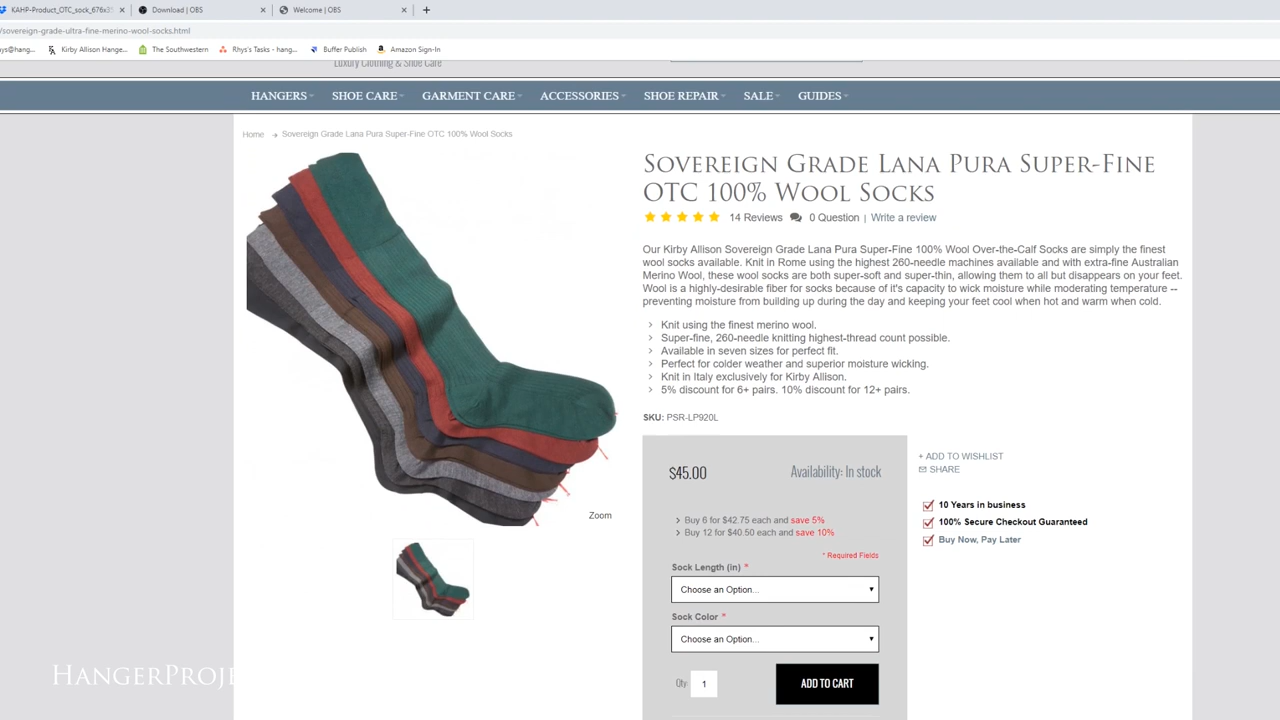 KAHP-Product_OTC_sock_676x3
Download | OBS
Welcome | OBS
/sovereign-grade-ultra-fine-merino-wool-socks.html
ys@hang...
Kirby Allison Hange...
The Southwestern
Rhys's Tasks - hang...
Buffer Publish
Amazon Sign-In
Luxury Clothing & Shoe Care
HANGERS
SHOE CARE
GARMENT CARE
ACCESSORIES
SHOE REPAIR
SALE
GUIDES
Home
Sovereign Grade Lana Pura Super-Fine OTC 100% Wool Socks
Sovereign Grade Lana Pura Super-Fine
OTC 100% Wool Socks
14 Reviews 0 Question | Write a review
Our Kirby Allison Sovereign Grade Lana Pura Super-Fine 100% Wool Over-the-Calf Socks are simply the finest
wool socks available. Knit in Rome using the highest 260-needle machines available and with extra-fine Australian
Merino Wool, these wool socks are both super-soft and super-thin, allowing them to all but disappears on your feet.
Wool is a highly-desirable fiber for socks because of it's capacity to wick moisture while moderating temperature --
preventing moisture from building up during the day and keeping your feet cool when hot and warm when cold.
Knit using the finest merino wool.
Super-fine, 260-needle knitting highest-thread count possible.
Available in seven sizes for perfect fit.
Perfect for colder weather and superior moisture wicking.
Knit in Italy exclusively for Kirby Allison.
5% discount for 6+ pairs. 10% discount for 12+ pairs.
SKU: PSR-LP920L
Zoom
$45.00
Availability: In stock
Buy 6 for $42.75 each and save 5%
Buy 12 for $40.50 each and save 10%
* Required Fields
Sock Length (in) *
Choose an Option...
Sock Color *
Choose an Option...
Qty: 1
ADD TO CART
+ ADD TO WISHLIST
SHARE
10 Years in business
100% Secure Checkout Guaranteed
Buy Now, Pay Later
HangerProje